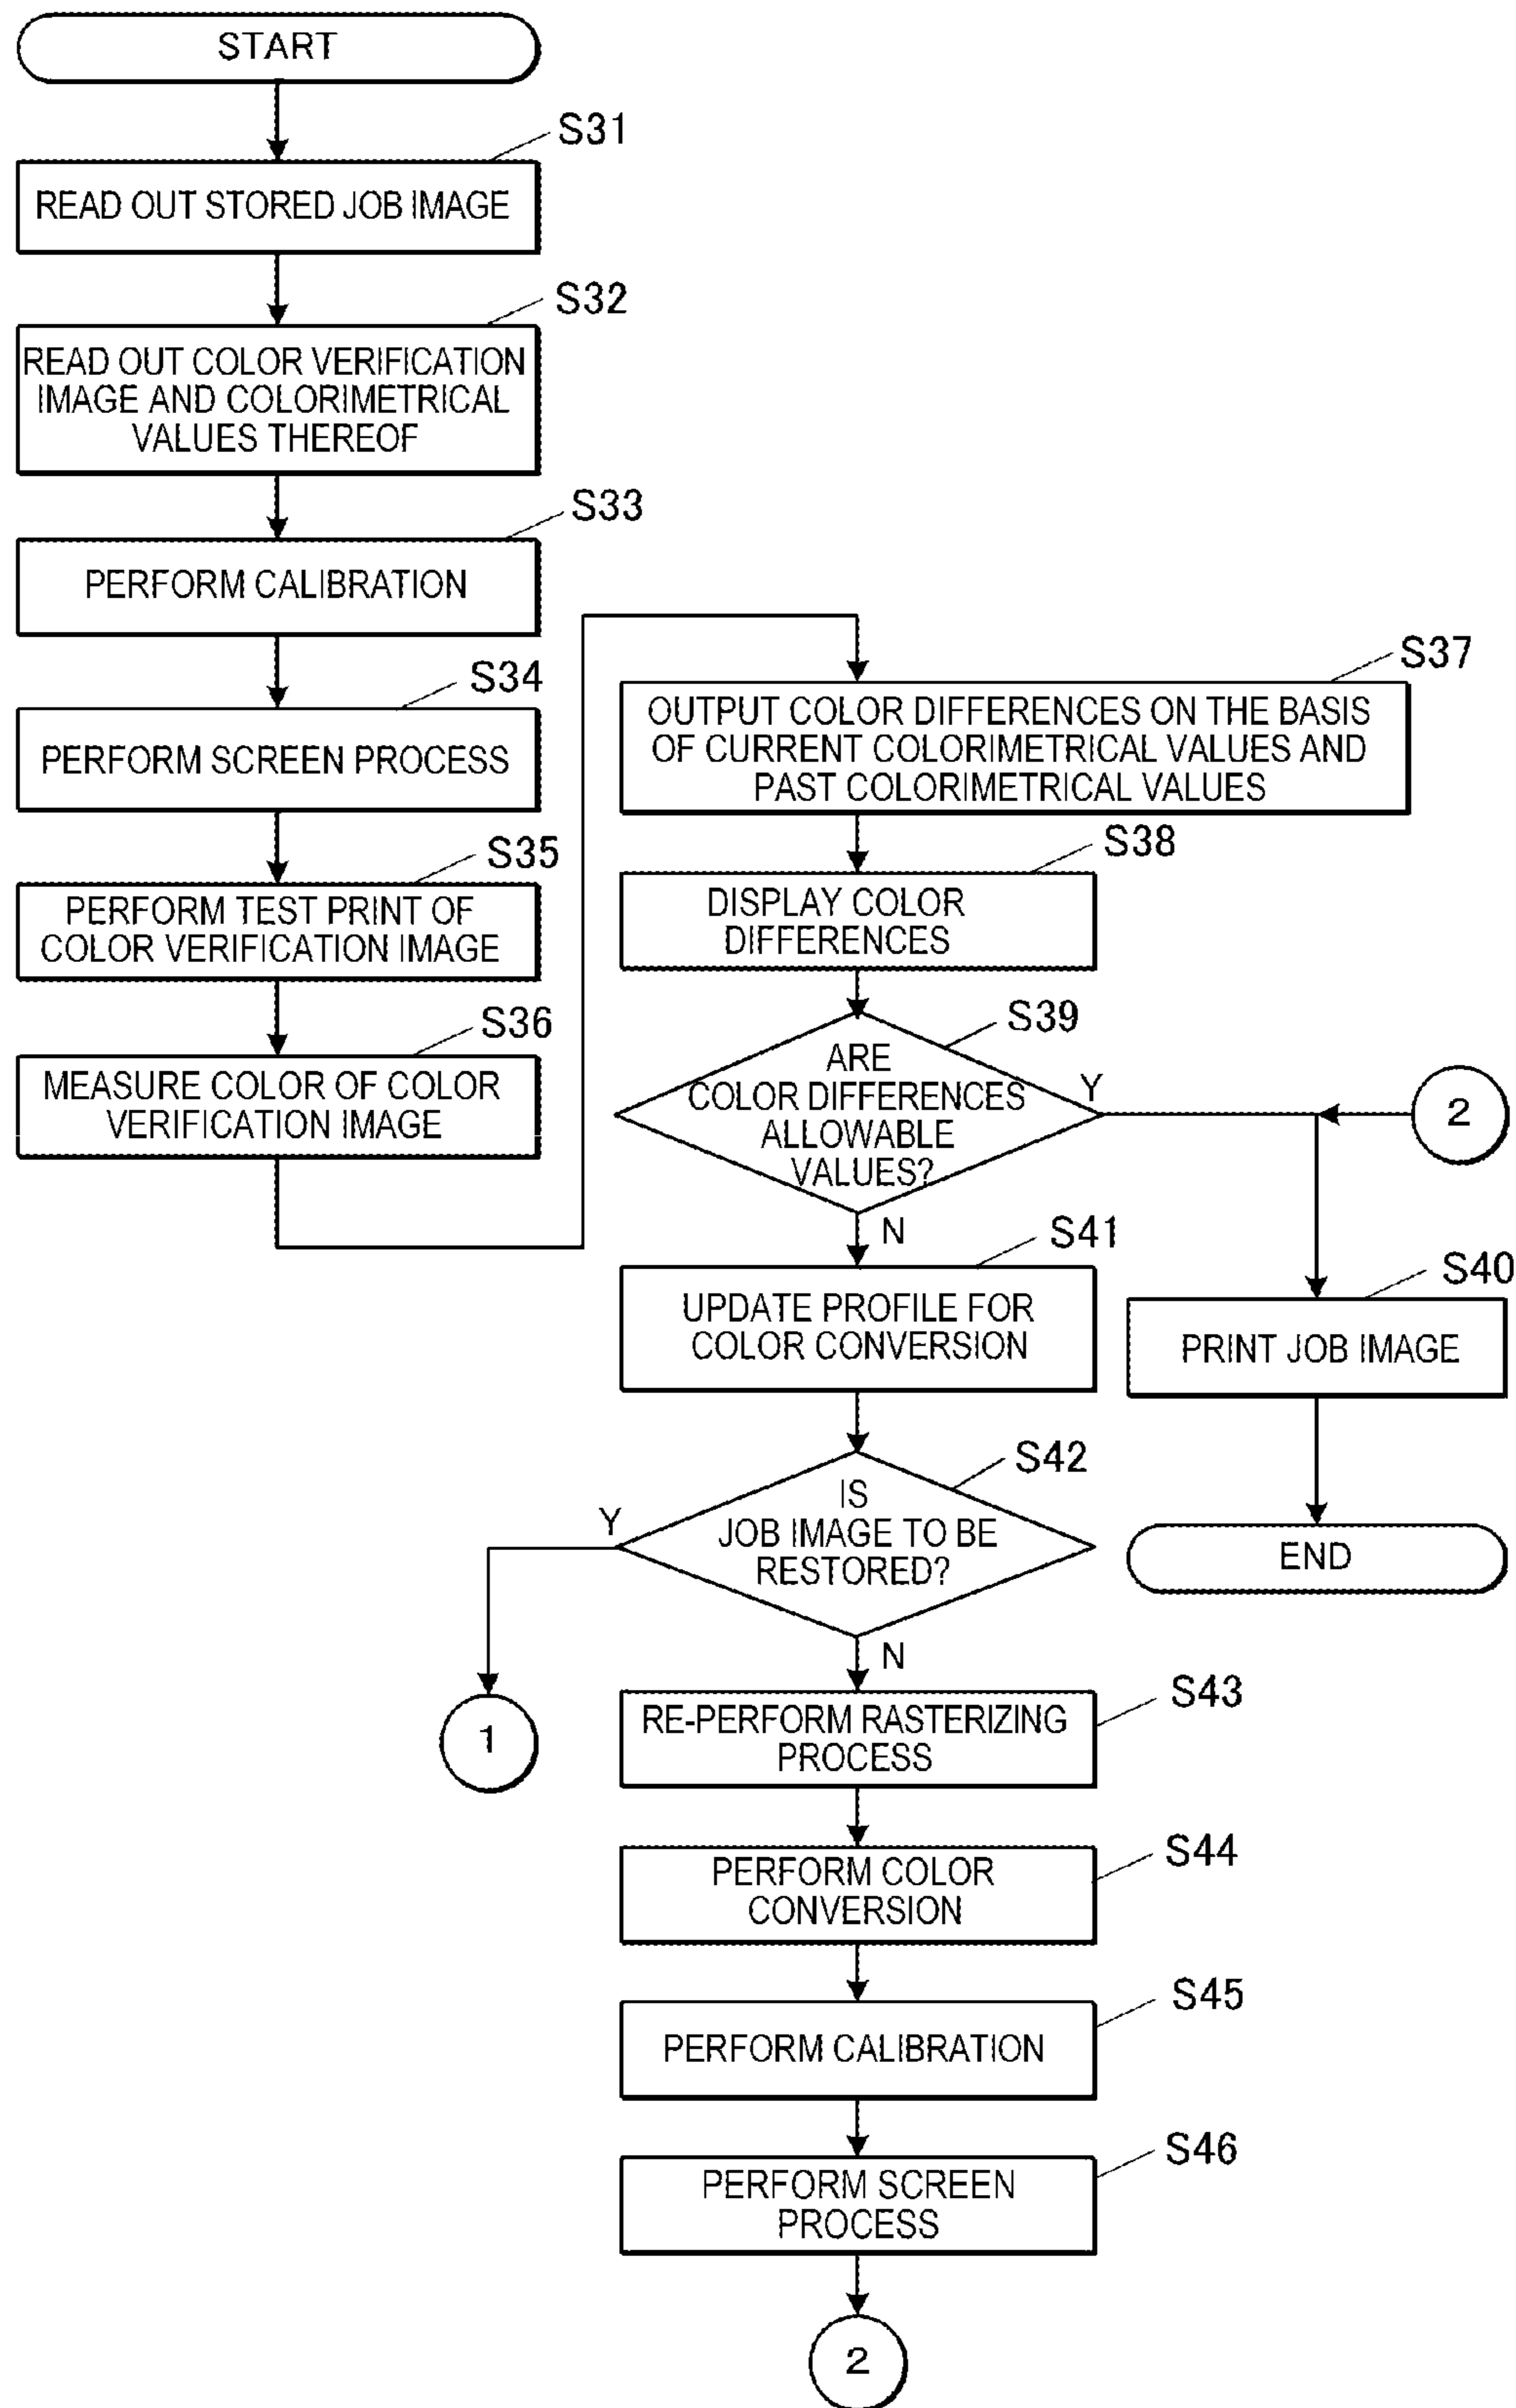 START
S31
READ OUT STORED JOB IMAGE
S32
READ OUT COLOR VERIFICATION
IMAGE AND COLORIMETRICAL
VALUES THEREOF
S33
PERFORM CALIBRATION
S34
PERFORM SCREEN PROCESS
S35
PERFORM TEST PRINT OF
COLOR VERIFICATION IMAGE
S36
MEASURE COLOR OF COLOR
VERIFICATION IMAGE
S37
OUTPUT COLOR DIFFERENCES ON THE BASIS
OF CURRENT COLORIMETRICAL VALUES AND
PAST COLORIMETRICAL VALUES
S38
DISPLAY COLOR
DIFFERENCES
S39
ARE
COLOR DIFFERENCES
ALLOWABLE
VALUES?
Y
2
N
S41
UPDATE PROFILE FOR
COLOR CONVERSION
S40
PRINT JOB IMAGE
END
S42
IS
JOB IMAGE TO BE
RESTORED?
Y
1
N
S43
RE-PERFORM RASTERIZING
PROCESS
S44
PERFORM COLOR
CONVERSION
S45
PERFORM CALIBRATION
S46
PERFORM SCREEN
PROCESS
2